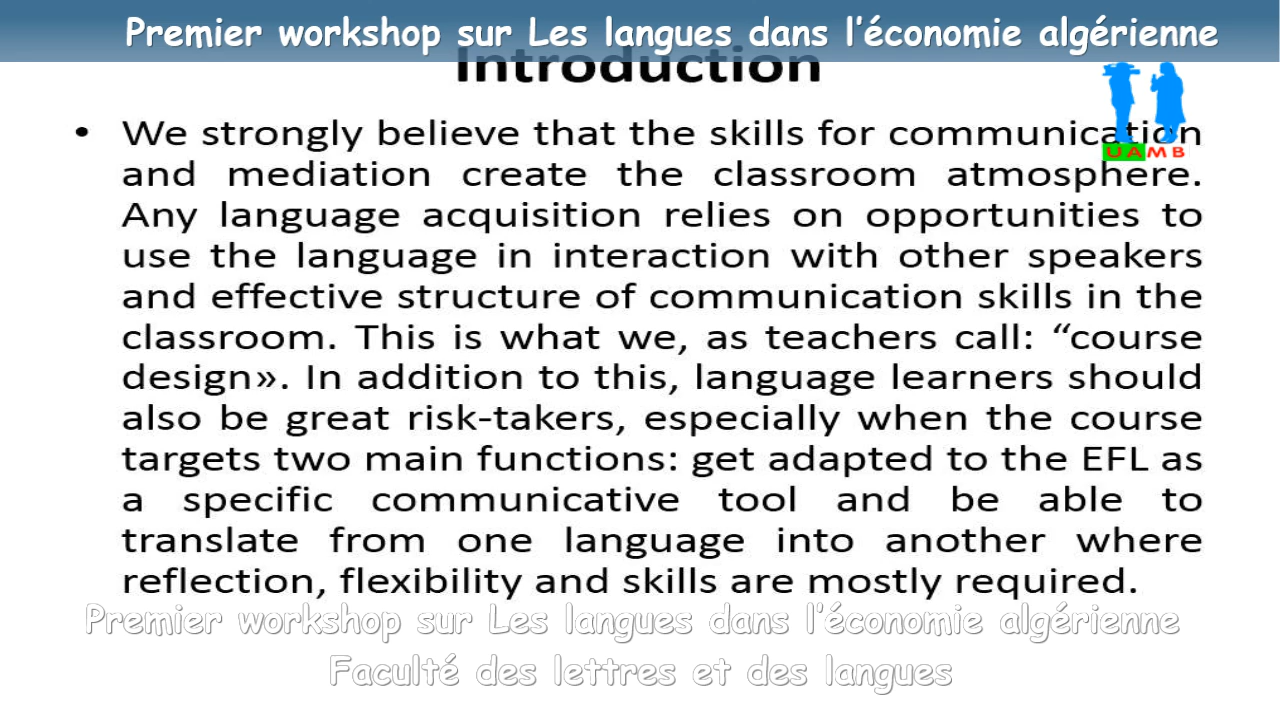 Premier workshop sur Les langues dans l'économie algérienne
Introduction
• We strongly believe that the skills for communication
and mediation create the classroom atmosphere.
Any language acquisition relies on opportunities to
use the language in interaction with other speakers
and effective structure of communication skills in the
classroom. This is what we, as teachers call: “course
design». In addition to this, language learners should
also be great risk-takers, especially when the course
targets two main functions: get adapted to the EFL as
a specific communicative tool and be able to
translate from one language into another where
reflection, flexibility and skills are mostly required.
UAMB
Premier workshop sur Les langues dans l'économie algérienne
Faculté des lettres et des langues